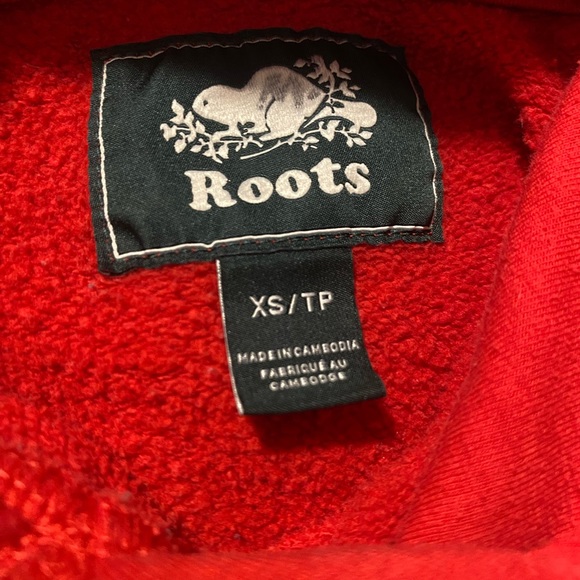 Roots
XS/TP
MADE IN CAMBODIA
FABRIQUÉ AU
CAMBODGE